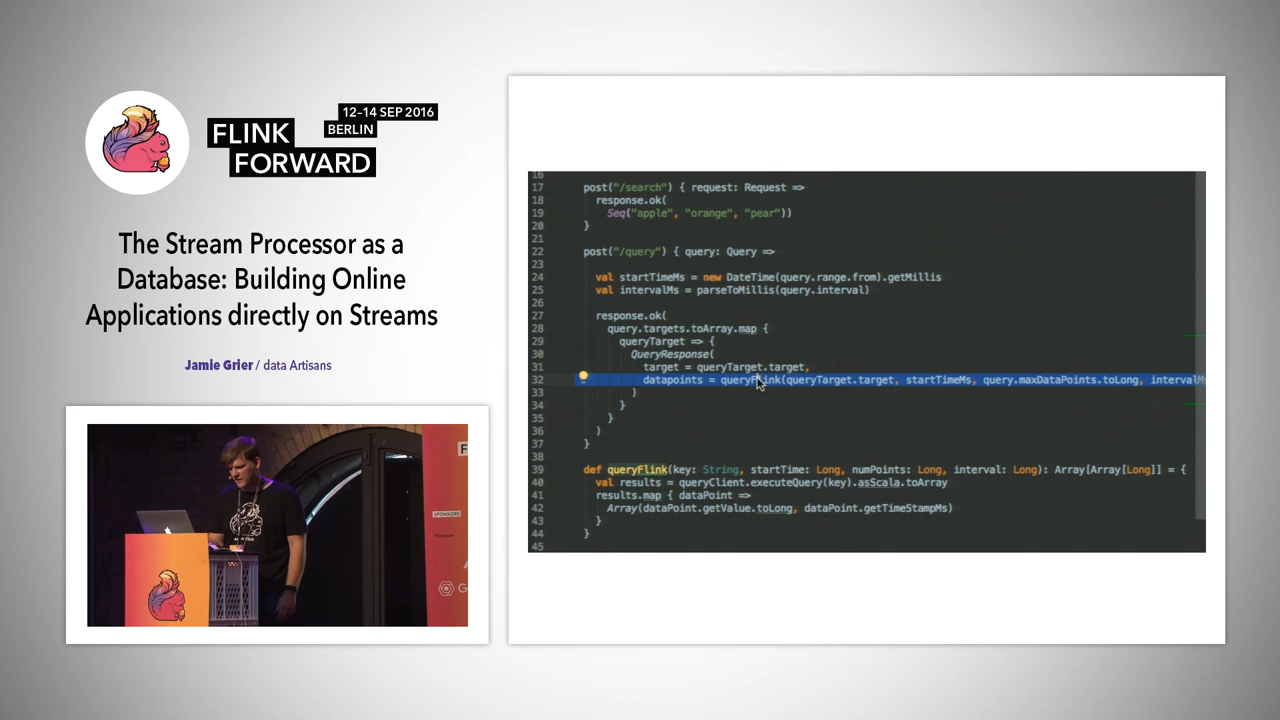 12–14 SEP 2016
BERLIN
FLINK
FORWARD
The Stream Processor as a
Database: Building Online
Applications directly on Streams
Jamie Grier / data Artisans
SPONSORS
16
17 post("/search") { request: Request =>
18 response.ok(
19 Seq("apple", "orange", "pear"))
20 }
21
22 post("/query") { query: Query =>
23
24 val startTimeMs = new DateTime(query.range.from).getMillis
25 val intervalMs = parseToMillis(query.interval)
26
27 response.ok(
28 query.targets.toArray.map {
29 queryTarget => {
30 QueryResponse(
31 target = queryTarget.target,
32 datapoints = queryFlink(queryTarget.target, startTimeMs, query.maxDataPoints.toLong, intervalM
33 )
34 }
35 }
36 )
37 }
38
39 def queryFlink(key: String, startTime: Long, numPoints: Long, interval: Long): Array[Array[Long]] = {
40 val results = queryClient.executeQuery(key).asScala.toArray
41 results.map { dataPoint =>
42 Array(dataPoint.getValue.toLong, dataPoint.getTimeStampMs)
43 }
44 }
45